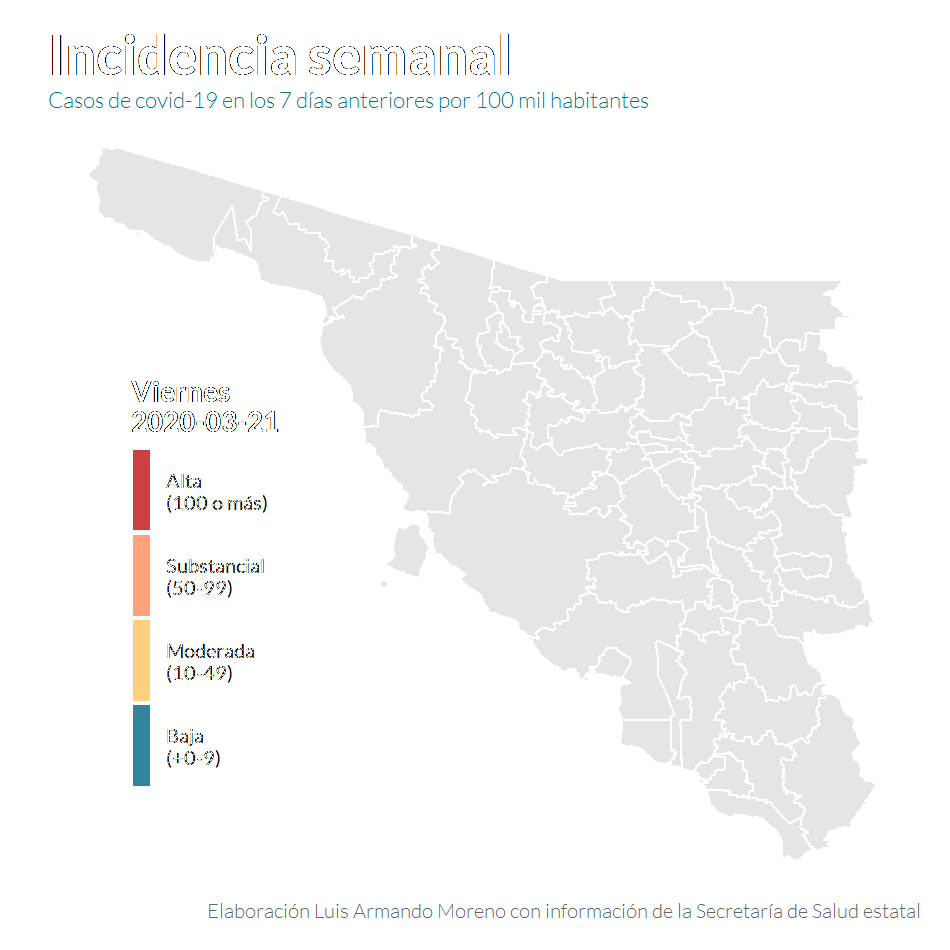 Incidencia semanal
Casos de covid-19 en los 7 días anteriores por 100 mil habitantes
Viernes
2020-03-21
Alta
(100 o más)
Substancial
(50-99)
Moderada
(10-49)
Baja
(+0-9)
Elaboración Luis Armando Moreno con información de la Secretaría de Salud estatal